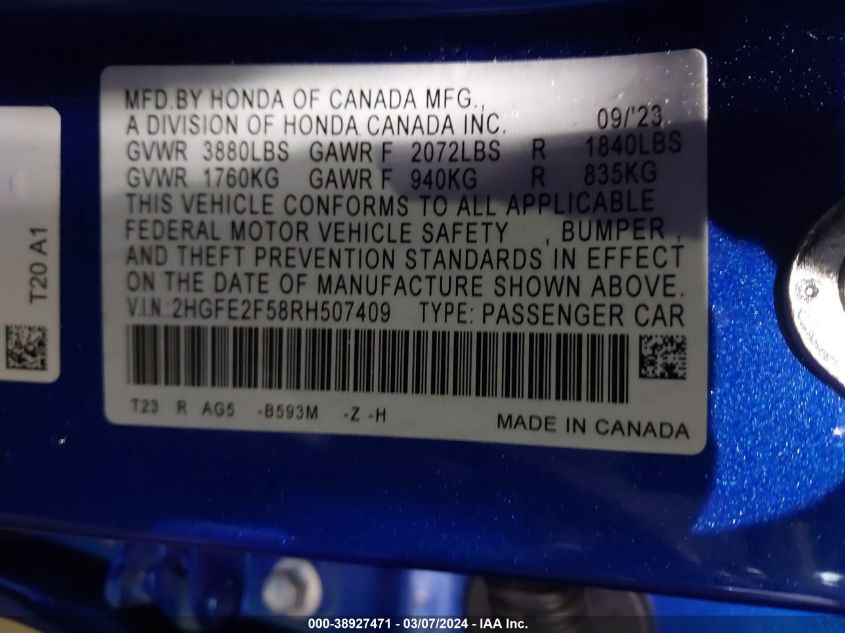 MFD.BY HONDA OF CANADA MFG.,
A DIVISION OF HONDA CANADA INC. 09/'23
GVWR 3880LBS GAWR F 2072LBS R 1840LBS
GVWR 1760KG GAWR F 940KG R 835KG
THIS VEHICLE CONFORMS TO ALL APPLICABLE
FEDERAL MOTOR VEHICLE SAFETY , BUMPER ,
AND THEFT PREVENTION STANDARDS IN EFFECT
ON THE DATE OF MANUFACTURE SHOWN ABOVE.
V.I.N.:2HGFE2F58RH507409 TYPE: PASSENGER CAR
T23 R AG5 -B593M -Z -H
MADE IN CANADA
T20 A1
000-38927471 - 03/07/2024 - IAA Inc.